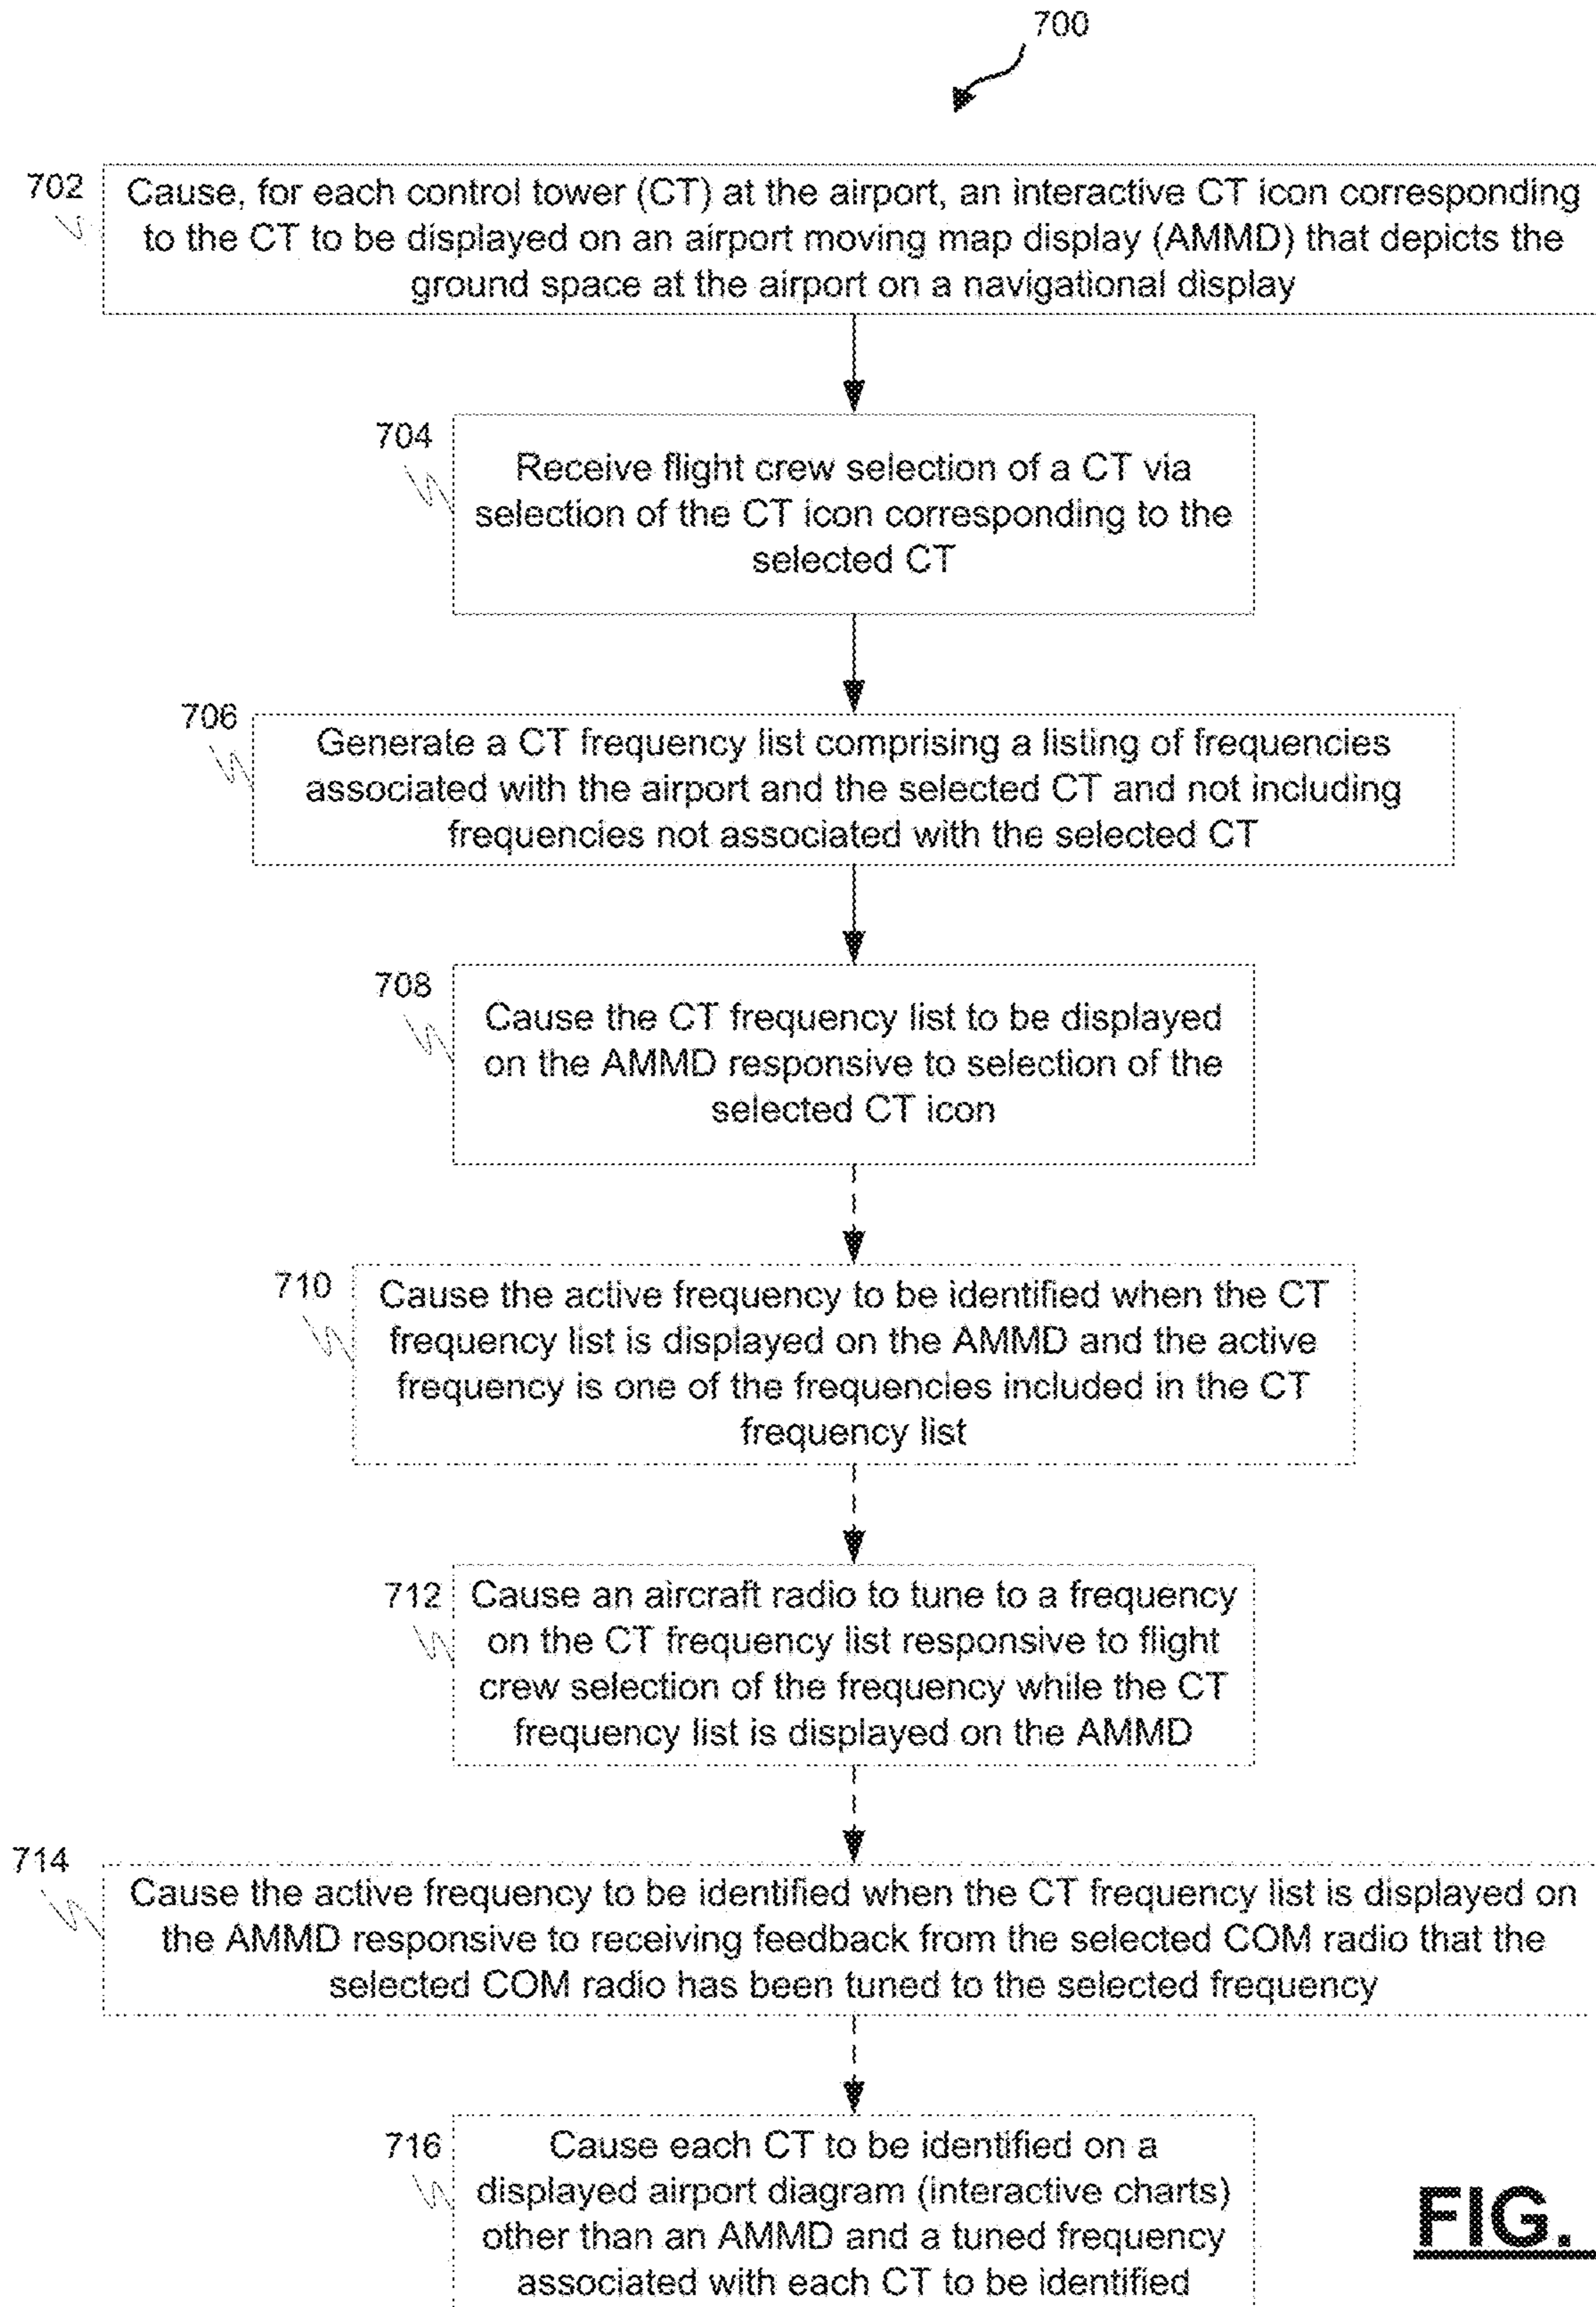 700
702
Cause, for each control tower (CT) at the airport, an interactive CT icon corresponding
to the CT to be displayed on an airport moving map display (AMMD) that depicts the
ground space at the airport on a navigational display
704
Receive flight crew selection of a CT via
selection of the CT icon corresponding to the
selected CT
706
Generate a CT frequency list comprising a listing of frequencies
associated with the airport and the selected CT and not including
frequencies not associated with the selected CT
708
Cause the CT frequency list to be displayed
on the AMMD responsive to selection of the
selected CT icon
710
Cause the active frequency to be identified when the CT
frequency list is displayed on the AMMD and the active
frequency is one of the frequencies included in the CT
frequency list
712
Cause an aircraft radio to tune to a frequency
on the CT frequency list responsive to flight
crew selection of the frequency while the CT
frequency list is displayed on the AMMD
714
Cause the active frequency to be identified when the CT frequency list is displayed on
the AMMD responsive to receiving feedback from the selected COM radio that the
selected COM radio has been tuned to the selected frequency
716
Cause each CT to be identified on a
displayed airport diagram (interactive charts)
other than an AMMD and a tuned frequency
associated with each CT to be identified
FIG.